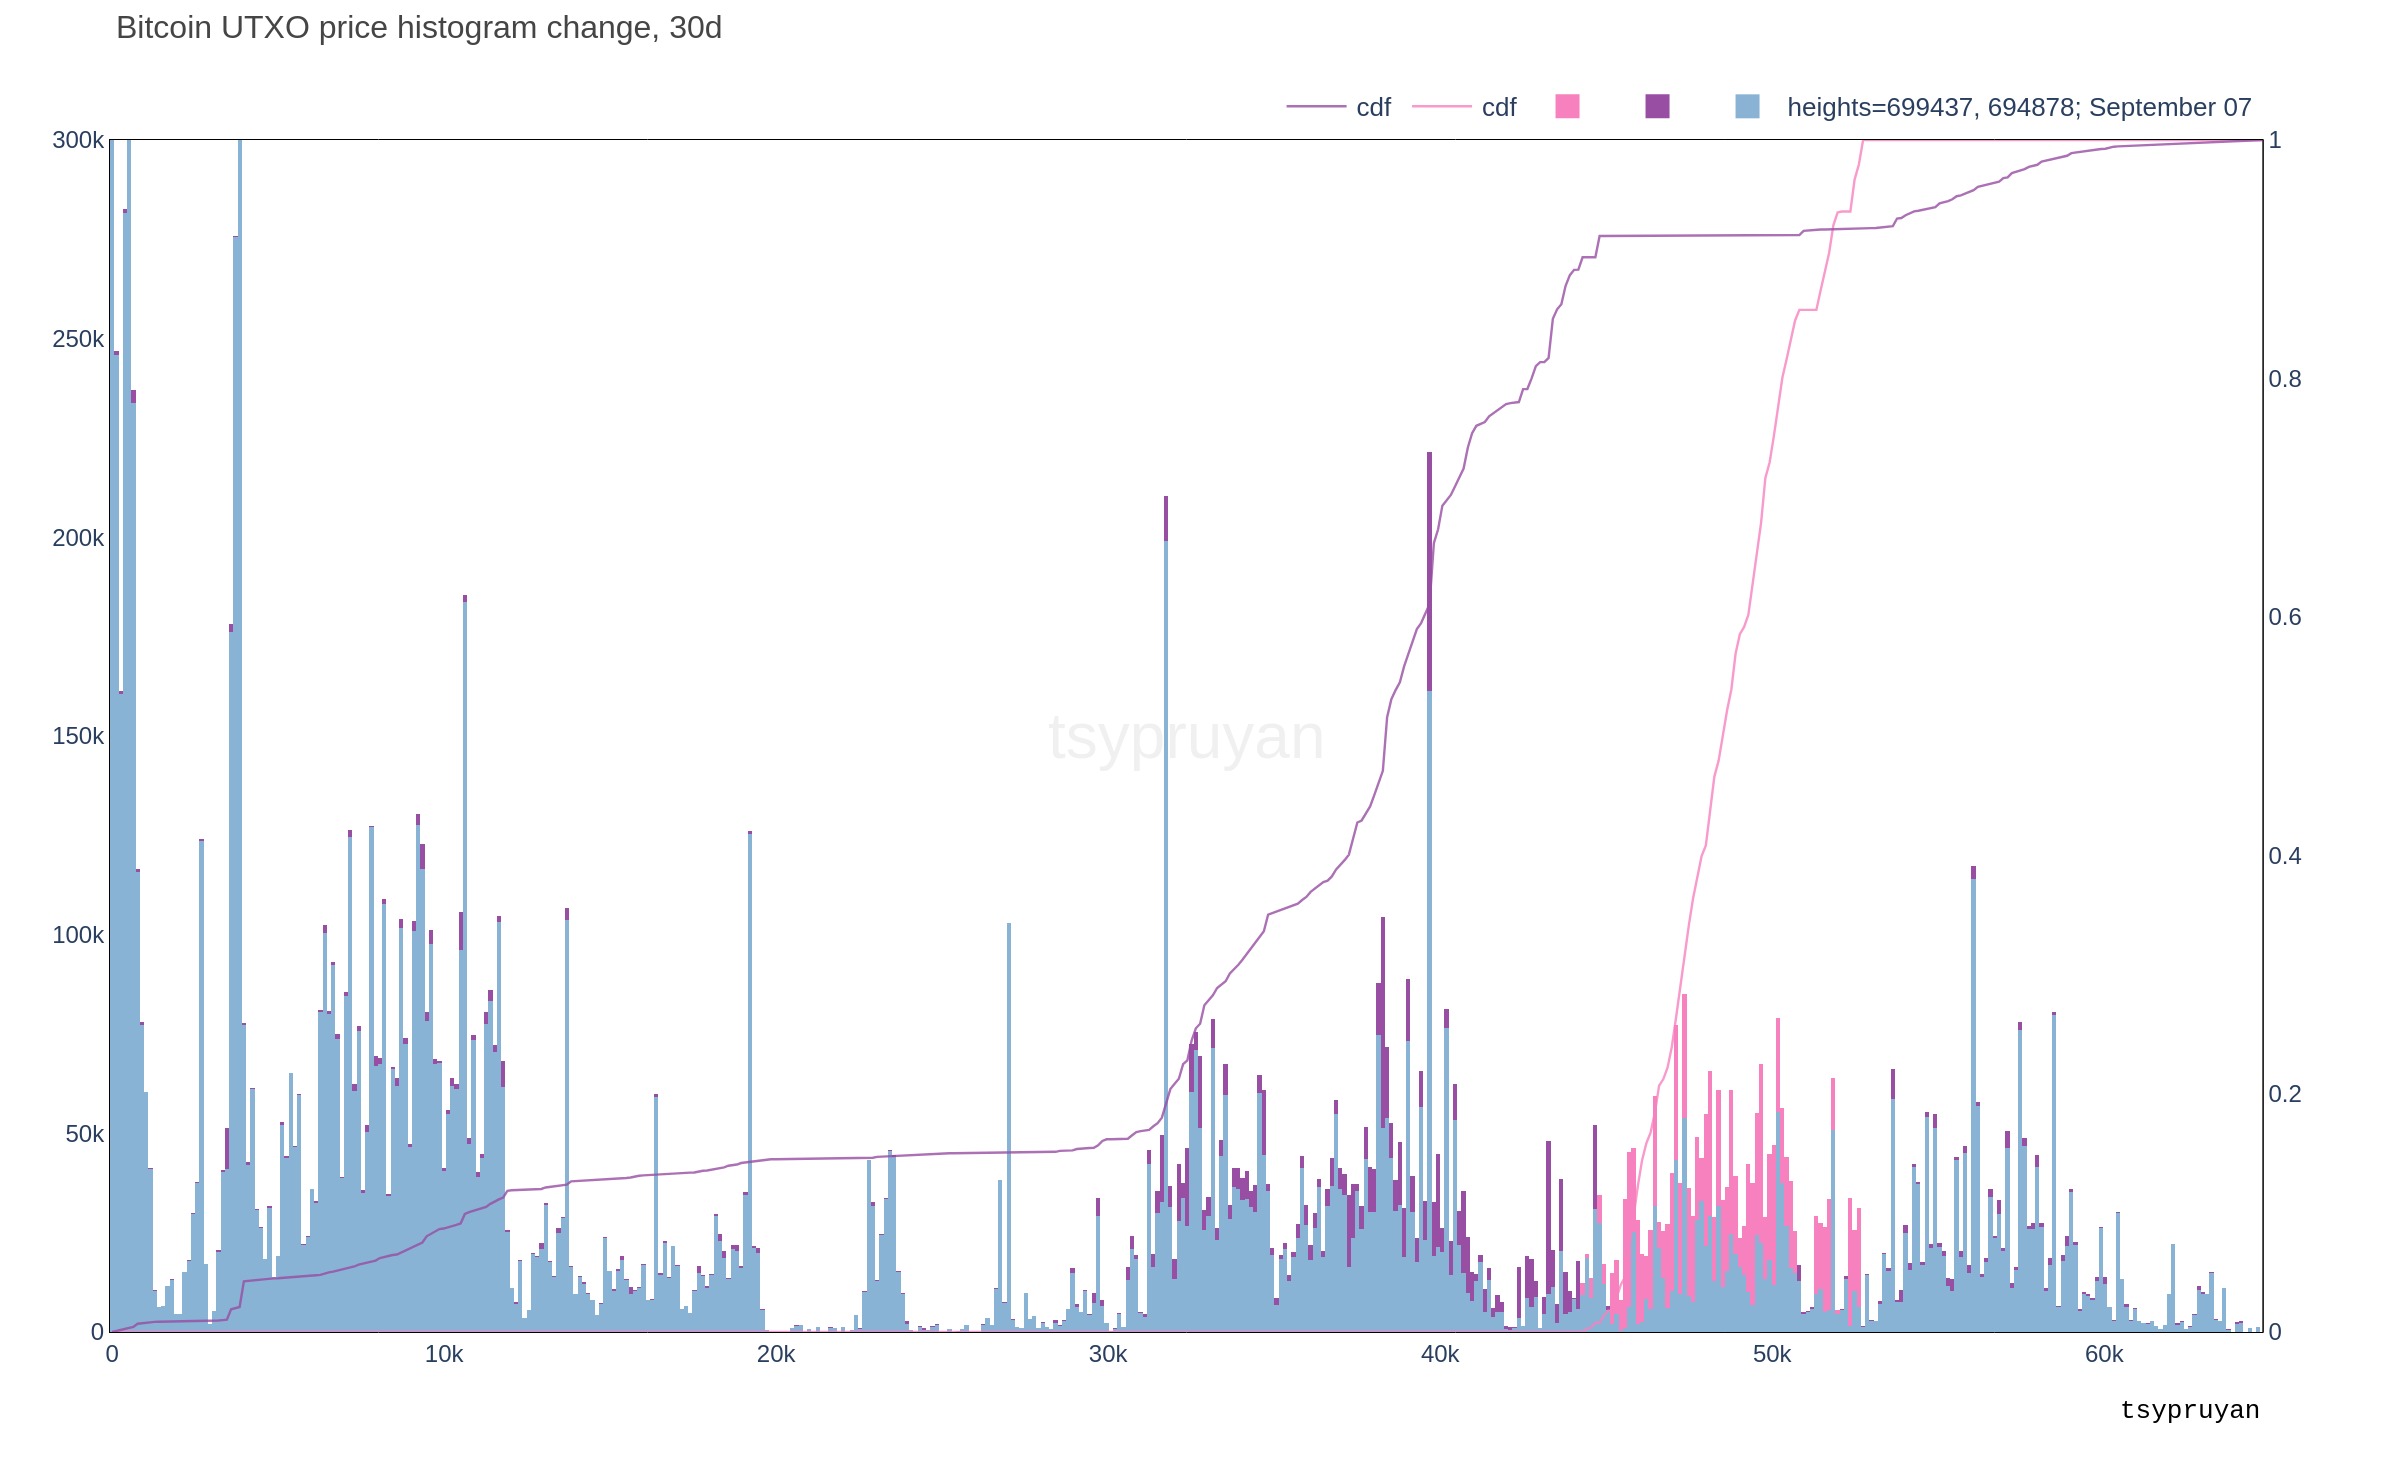 Bitcoin UTXO price histogram change, 30d
cdf cdf heights=699437, 694878; September 07
300k 1
250k
0.8
200k
0.6
150k
tsypruyan
0.4
100k
0.2
50k
0 0
0 10k 20k 30k 40k 50k 60k
tsypruyan